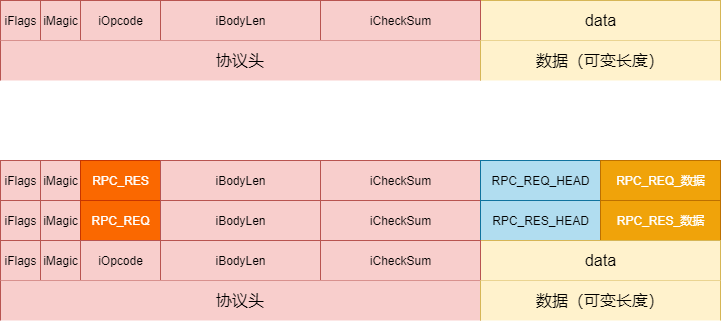 iFlags iMagic iOpcode iBodyLen iCheckSum data
协议头 数据（可变长度）
iFlags iMagic RPC_RES iBodyLen iCheckSum RPC_REQ_HEAD RPC_REQ_数据
iFlags iMagic RPC_REQ iBodyLen iCheckSum RPC_RES_HEAD RPC_RES_数据
iFlags iMagic iOpcode iBodyLen iCheckSum data
协议头 数据（可变长度）